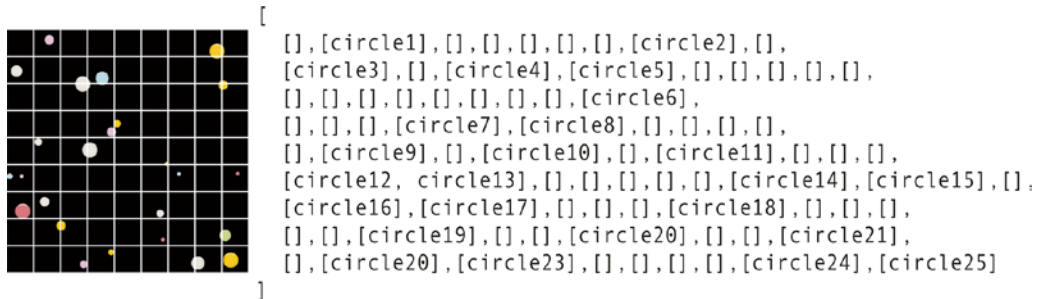 [
[],[circle1],[],[],[],[],[],[circle2],[],
[circle3],[],[circle4],[circle5],[],[],[],[],[],
[],[],[],[],[],[],[],[],[circle6],
[],[],[],[circle7],[circle8],[],[],[],[],
[],[circle9],[],[circle10],[],[circle11],[],[],[],
[circle12, circle13],[],[],[],[],[],[circle14],[circle15],[],
[circle16],[circle17],[],[],[],[circle18],[],[],[],
[],[],[circle19],[],[],[circle20],[],[],[circle21],
[],[circle20],[circle23],[],[],[],[],[circle24],[circle25]
]